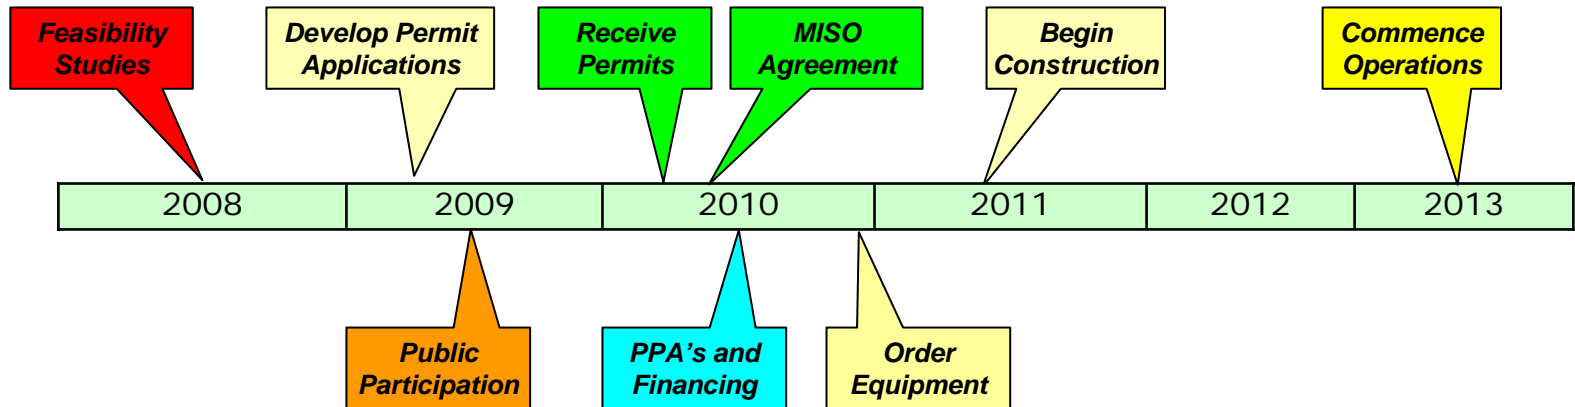 Feasibility
Studies
Develop Permit
Applications
Receive
Permits
MISO
Agreement
Begin
Construction
Commence
Operations
2008 2009 2010 2011 2012 2013
Public
Participation
PPA's and
Financing
Order
Equipment